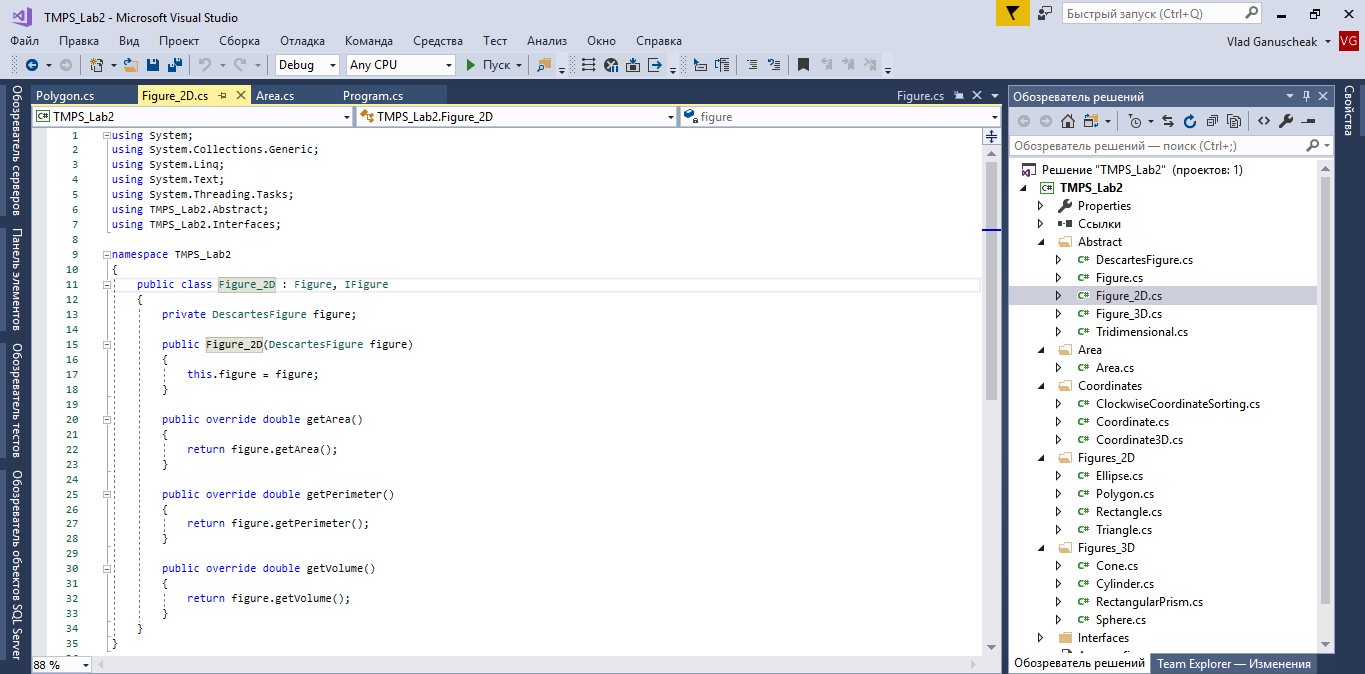 TMPS_Lab2 - Microsoft Visual Studio
Быстрый запуск (Ctrl+Q)
Файл Правка Вид Проект Сборка Отладка Команда Средства Тест Анализ Окно Справка
Vlad Ganuscheak VG
Debug Any CPU Пуск
Обозреватель серверов
Панель элементов
Обозреватель тестов
Обозреватель объектов SQL Server
Polygon.cs Figure_2D.cs Area.cs Program.cs Figure.cs
C# TMPS_Lab2 TMPS_Lab2.Figure_2D figure
1 using System;
2 using System.Collections.Generic;
3 using System.Linq;
4 using System.Text;
5 using System.Threading.Tasks;
6 using TMPS_Lab2.Abstract;
7 using TMPS_Lab2.Interfaces;
8
9 namespace TMPS_Lab2
10 {
11 public class Figure_2D : Figure, IFigure
12 {
13 private DescartesFigure figure;
14
15 public Figure_2D(DescartesFigure figure)
16 {
17 this.figure = figure;
18 }
19
20 public override double getArea()
21 {
22 return figure.getArea();
23 }
24
25 public override double getPerimeter()
26 {
27 return figure.getPerimeter();
28 }
29
30 public override double getVolume()
31 {
32 return figure.getVolume();
33 }
34 }
35 }
88 %
Обозреватель решений
Обозреватель решений — поиск (Ctrl+;)
Решение "TMPS_Lab2" (проектов: 1)
C# TMPS_Lab2
Properties
Ссылки
Abstract
C# DescartesFigure.cs
C# Figure.cs
C# Figure_2D.cs
C# Figure_3D.cs
C# Tridimensional.cs
Area
C# Area.cs
Coordinates
C# ClockwiseCoordinateSorting.cs
C# Coordinate.cs
C# Coordinate3D.cs
Figures_2D
C# Ellipse.cs
C# Polygon.cs
C# Rectangle.cs
C# Triangle.cs
Figures_3D
C# Cone.cs
C# Cylinder.cs
C# RectangularPrism.cs
C# Sphere.cs
Interfaces
Обозреватель решений Team Explorer — Изменения
Свойства